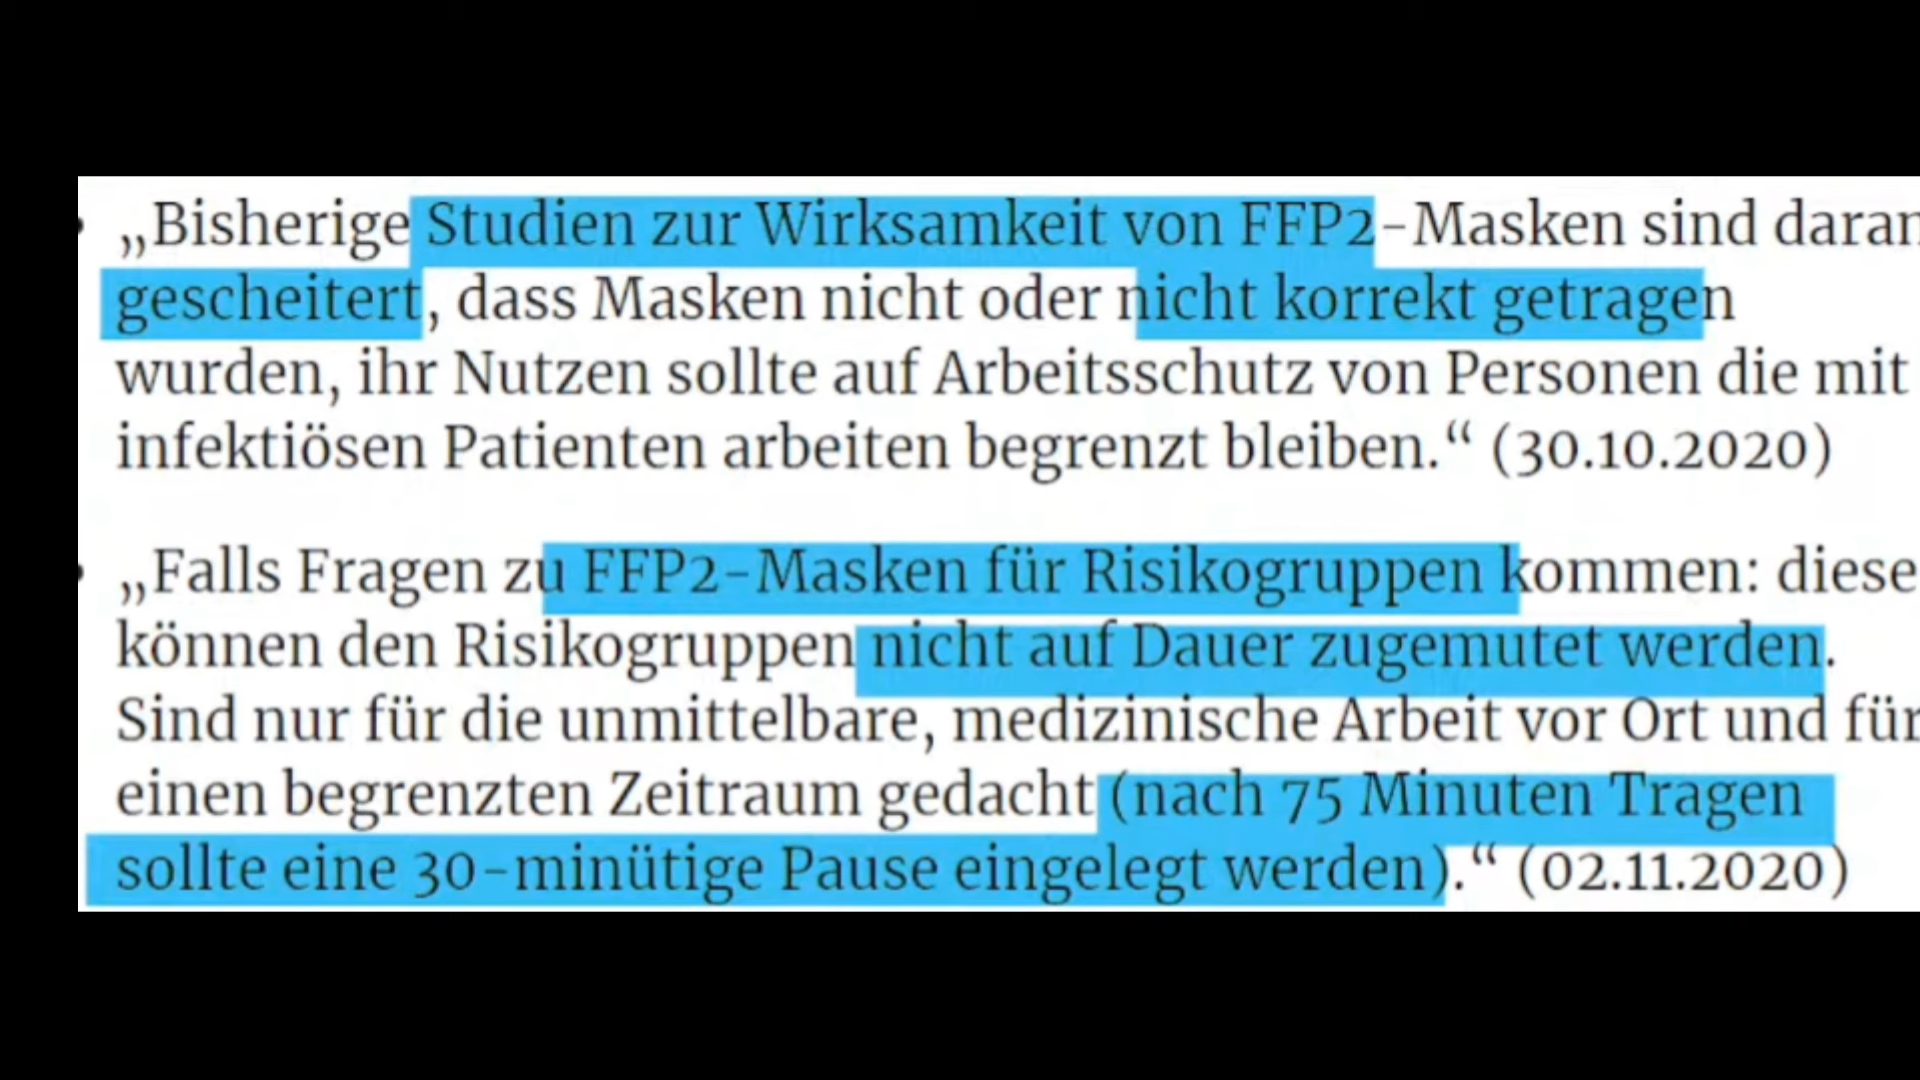 „Bisherige Studien zur Wirksamkeit von FFP2-Masken sind daran
gescheitert, dass Masken nicht oder nicht korrekt getragen
wurden, ihr Nutzen sollte auf Arbeitsschutz von Personen die mit
infektiösen Patienten arbeiten begrenzt bleiben.“ (30.10.2020)
„Falls Fragen zu FFP2-Masken für Risikogruppen kommen: diese
können den Risikogruppen nicht auf Dauer zugemutet werden.
Sind nur für die unmittelbare, medizinische Arbeit vor Ort und für
einen begrenzten Zeitraum gedacht (nach 75 Minuten Tragen
sollte eine 30-minütige Pause eingelegt werden).“ (02.11.2020)